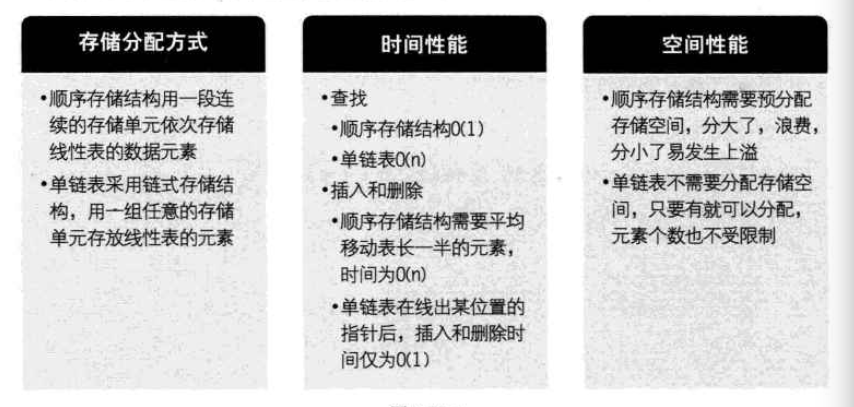 存储分配方式
•顺序存储结构用一段连
续的存储单元依次存储
线性表的数据元素
•单链表采用链式存储结
构，用一组任意的存储
单元存放线性表的元素
时间性能
•查找
•顺序存储结构O(1)
•单链表O(n)
•插入和删除
•顺序存储结构需要平均
移动表长一半的元素，
时间为O(n)
•单链表在线出某位置的
指针后，插入和删除时
间仅为O(1)
空间性能
•顺序存储结构需要预分配
存储空间，分大了，浪费，
分小了易发生上溢
•单链表不需要分配存储空
间，只要有就可以分配，
元素个数也不受限制